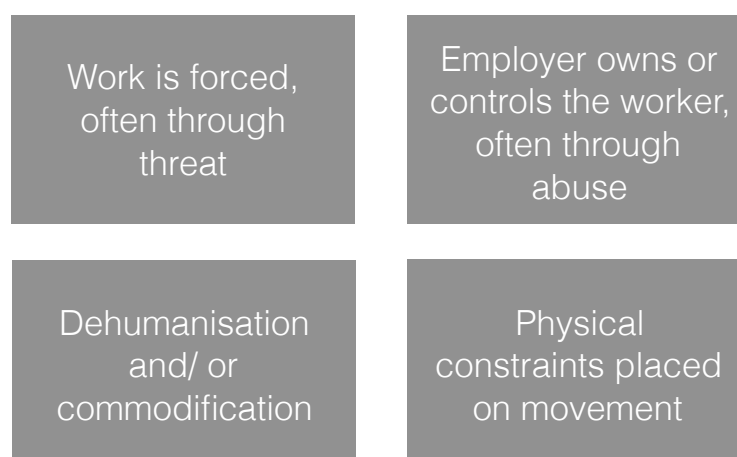 Work is forced,
often through
threat
Employer owns or
controls the worker,
often through
abuse
Dehumanisation
and/ or
commodification
Physical
constraints placed
on movement